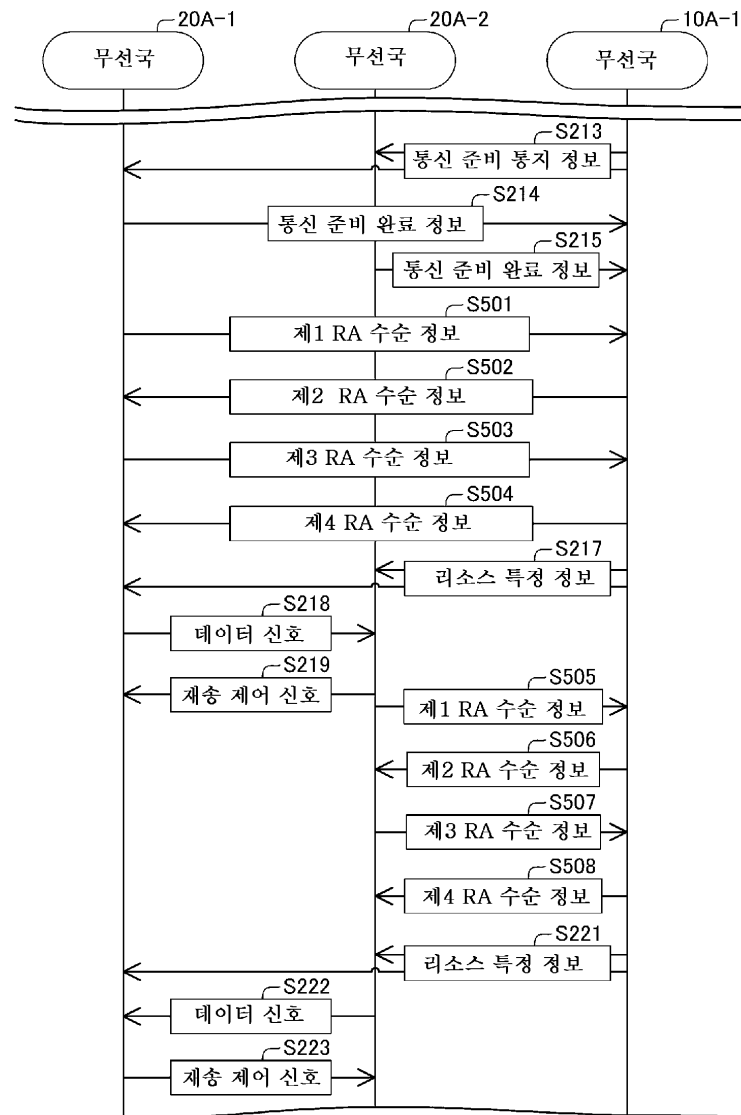 20A-1
20A-2
10A-1
무선국
무선국
무선국
S213
통신 준비 통지 정보
S214
통신 준비 완료 정보
S215
통신 준비 완료 정보
S501
제1 RA 수순 정보
S502
제2 RA 수순 정보
S503
제3 RA 수순 정보
S504
제4 RA 수순 정보
S217
리소스 특정 정보
S218
데이터 신호
S219
재송 제어 신호
S505
제1 RA 수순 정보
S506
제2 RA 수순 정보
S507
제3 RA 수순 정보
S508
제4 RA 수순 정보
S221
리소스 특정 정보
S222
데이터 신호
S223
재송 제어 신호